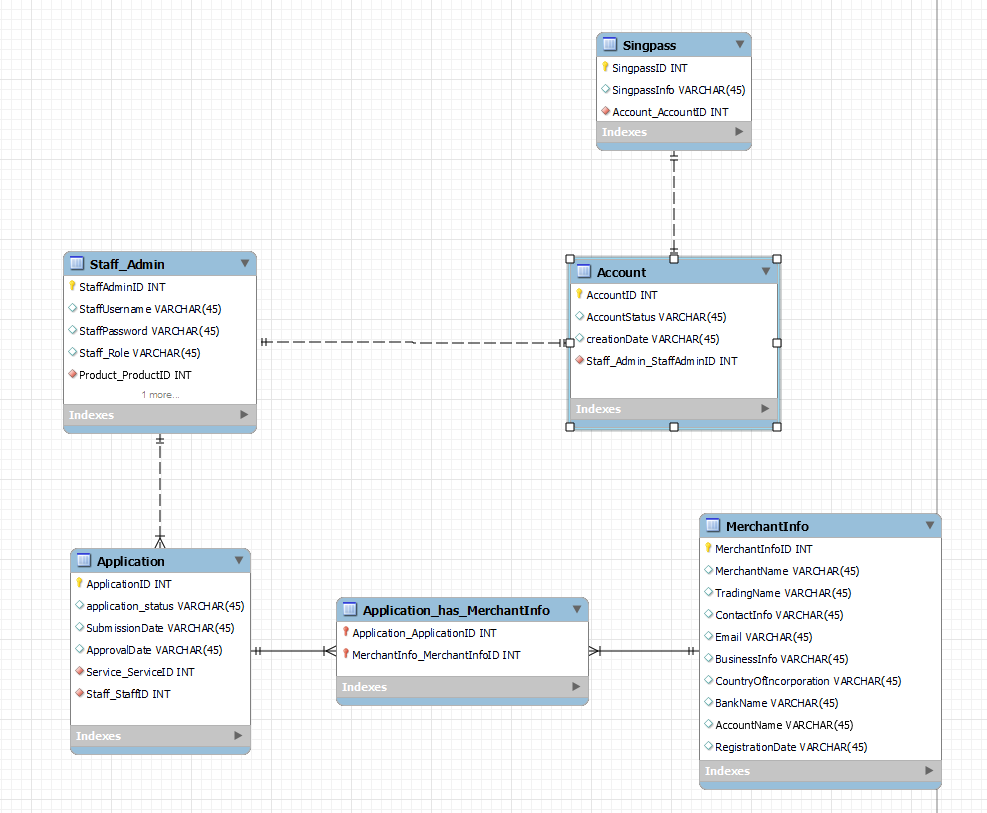 Singpass
SingpassID INT
SingpassInfo VARCHAR(45)
Account_AccountID INT
Indexes
Staff_Admin
StaffAdminID INT
StaffUsername VARCHAR(45)
StaffPassword VARCHAR(45)
Staff_Role VARCHAR(45)
Product_ProductID INT
1 more...
Indexes
Account
AccountID INT
AccountStatus VARCHAR(45)
creationDate VARCHAR(45)
Staff_Admin_StaffAdminID INT
Indexes
Application
ApplicationID INT
application_status VARCHAR(45)
SubmissionDate VARCHAR(45)
ApprovalDate VARCHAR(45)
Service_ServiceID INT
Staff_StaffID INT
Indexes
Application_has_MerchantInfo
Application_ApplicationID INT
MerchantInfo_MerchantInfoID INT
Indexes
MerchantInfo
MerchantInfoID INT
MerchantName VARCHAR(45)
TradingName VARCHAR(45)
ContactInfo VARCHAR(45)
Email VARCHAR(45)
BusinessInfo VARCHAR(45)
CountryOfIncorporation VARCHAR(45)
BankName VARCHAR(45)
AccountName VARCHAR(45)
RegistrationDate VARCHAR(45)
Indexes